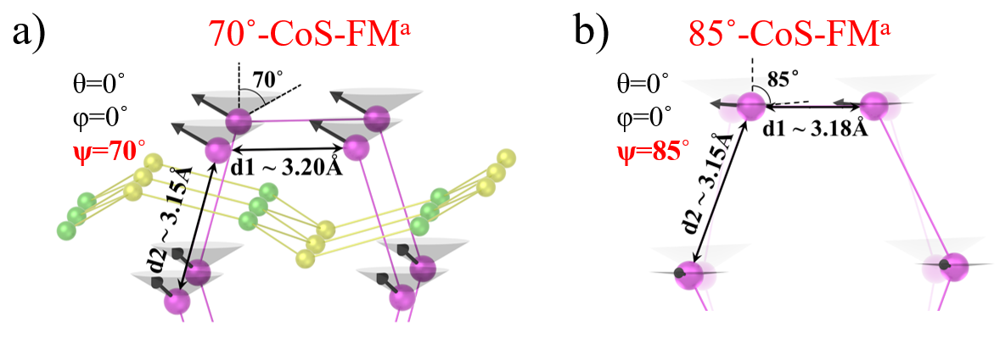 a) 70˚-CoS-FMᵃ
θ=0˚
φ=0˚
ψ=70˚
70˚
d1 ~ 3.20Å
d2 ~ 3.15Å
b) 85˚-CoS-FMᵃ
θ=0˚
φ=0˚
ψ=85˚
85˚
d1 ~ 3.18Å
d2 ~ 3.15Å